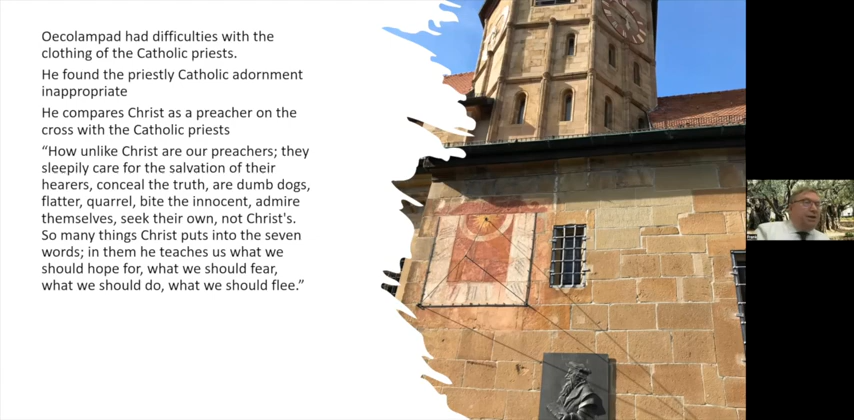 Oecolampad had difficulties with the
clothing of the Catholic priests.
He found the priestly Catholic adornment
inappropriate
He compares Christ as a preacher on the
cross with the Catholic priests
“How unlike Christ are our preachers; they
sleepily care for the salvation of their
hearers, conceal the truth, are dumb dogs,
flatter, quarrel, bite the innocent, admire
themselves, seek their own, not Christ's.
So many things Christ puts into the seven
words; in them he teaches us what we
should hope for, what we should fear,
what we should do, what we should flee.”